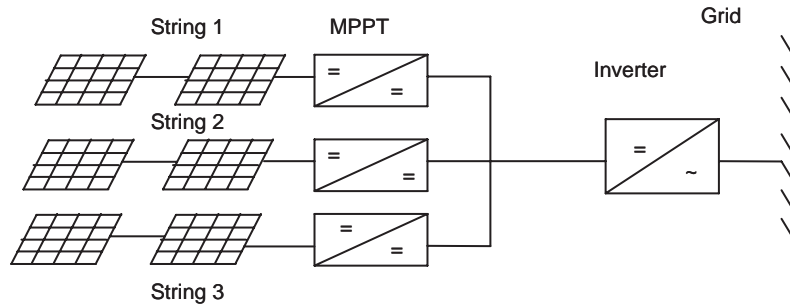 String 1
MPPT
Grid
Inverter
= =
String 2
= =
= ~
= =
String 3